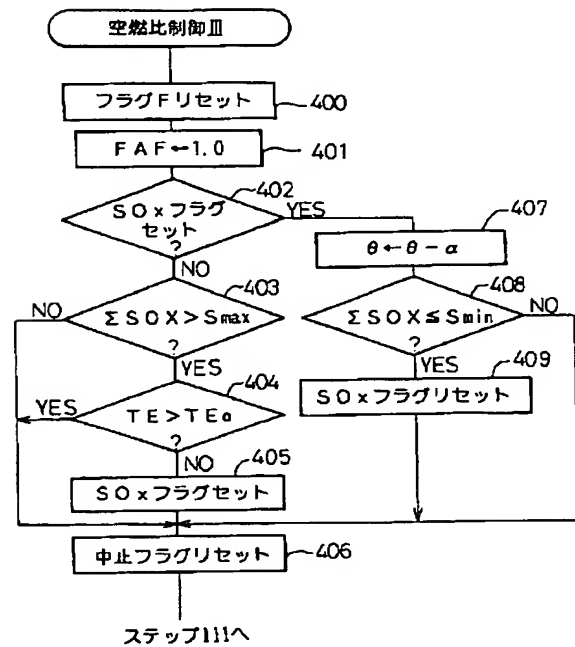 空燃比制御Ⅲ
フラグFリセット
400
FAF←1.0
401
402
SOxフラグ
セット
?
YES
NO
407
θ←θ-α
403
ΣSOX>Smax
?
NO
YES
408
ΣSOX≦Smin
?
NO
YES
404
TE>TEo
?
YES
NO
409
SOxフラグリセット
405
SOxフラグセット
中止フラグリセット
406
ステップ111へ